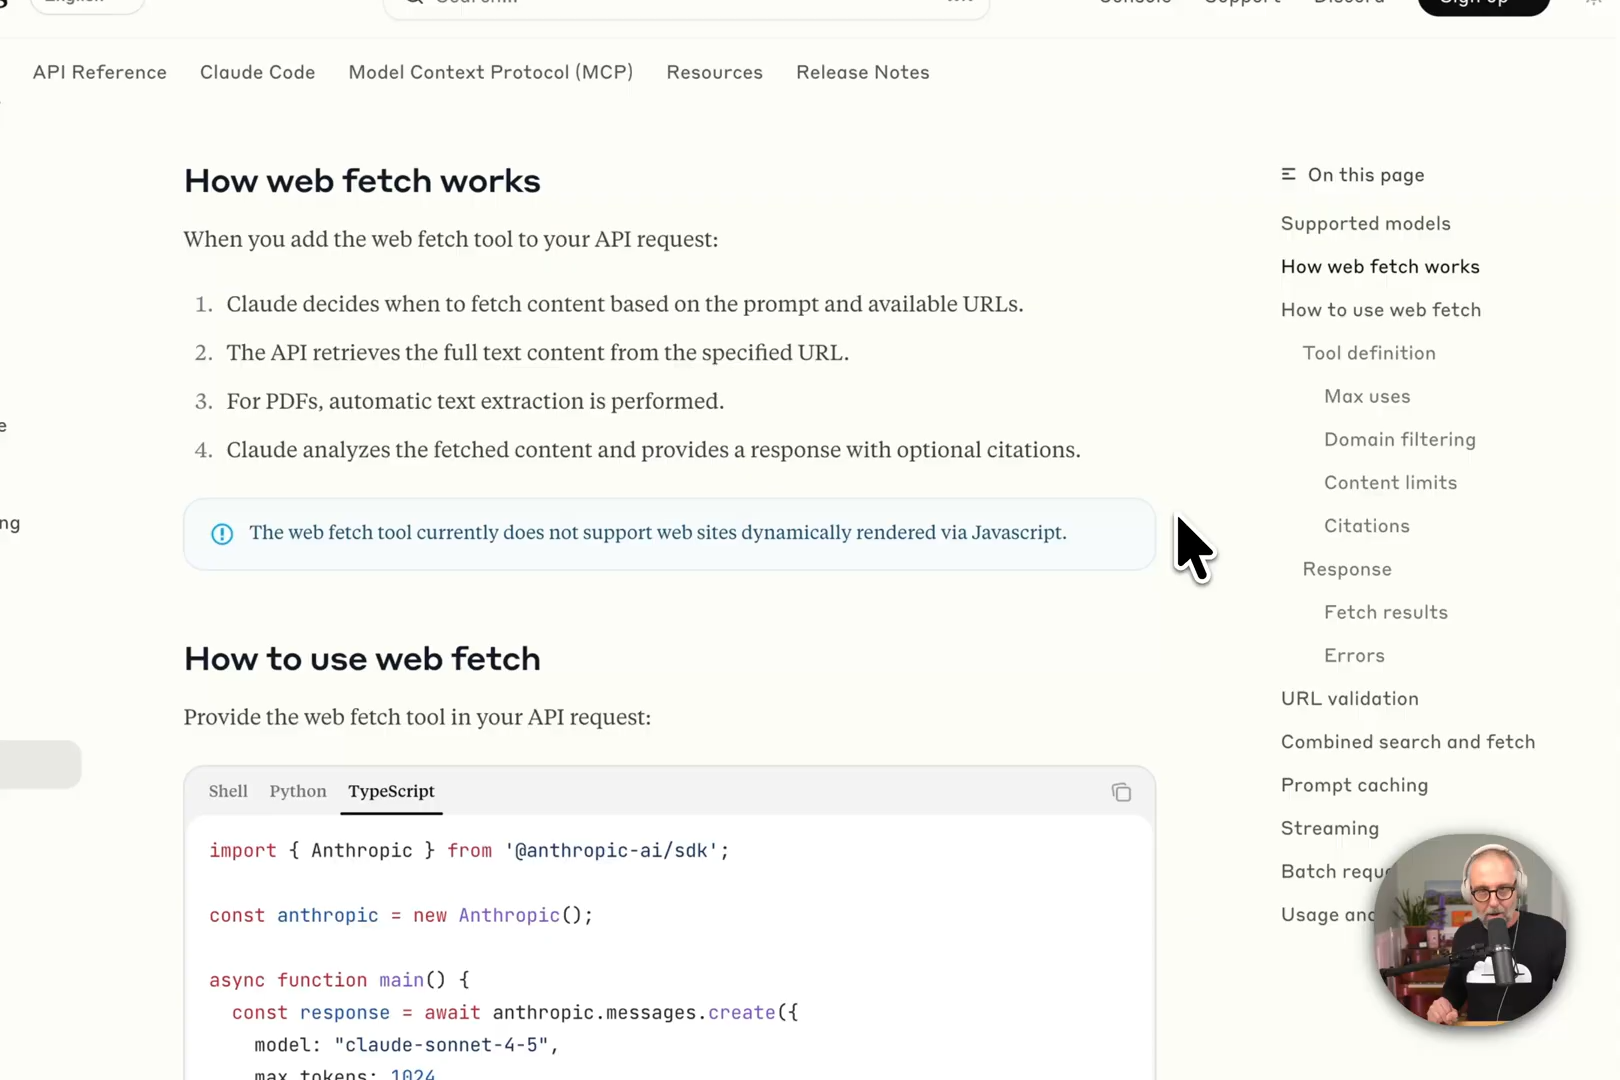 API Reference
Claude Code
Model Context Protocol (MCP)
Resources
Release Notes
How web fetch works
When you add the web fetch tool to your API request:
1. Claude decides when to fetch content based on the prompt and available URLs.
2. The API retrieves the full text content from the specified URL.
3. For PDFs, automatic text extraction is performed.
4. Claude analyzes the fetched content and provides a response with optional citations.
The web fetch tool currently does not support web sites dynamically rendered via Javascript.
How to use web fetch
Provide the web fetch tool in your API request:
Shell Python TypeScript
import { Anthropic } from '@anthropic-ai/sdk';
const anthropic = new Anthropic();
async function main() {
const response = await anthropic.messages.create({
model: "claude-sonnet-4-5",
max_tokens: 1024
On this page
Supported models
How web fetch works
How to use web fetch
Tool definition
Max uses
Domain filtering
Content limits
Citations
Response
Fetch results
Errors
URL validation
Combined search and fetch
Prompt caching
Streaming
Batch requ
Usage and